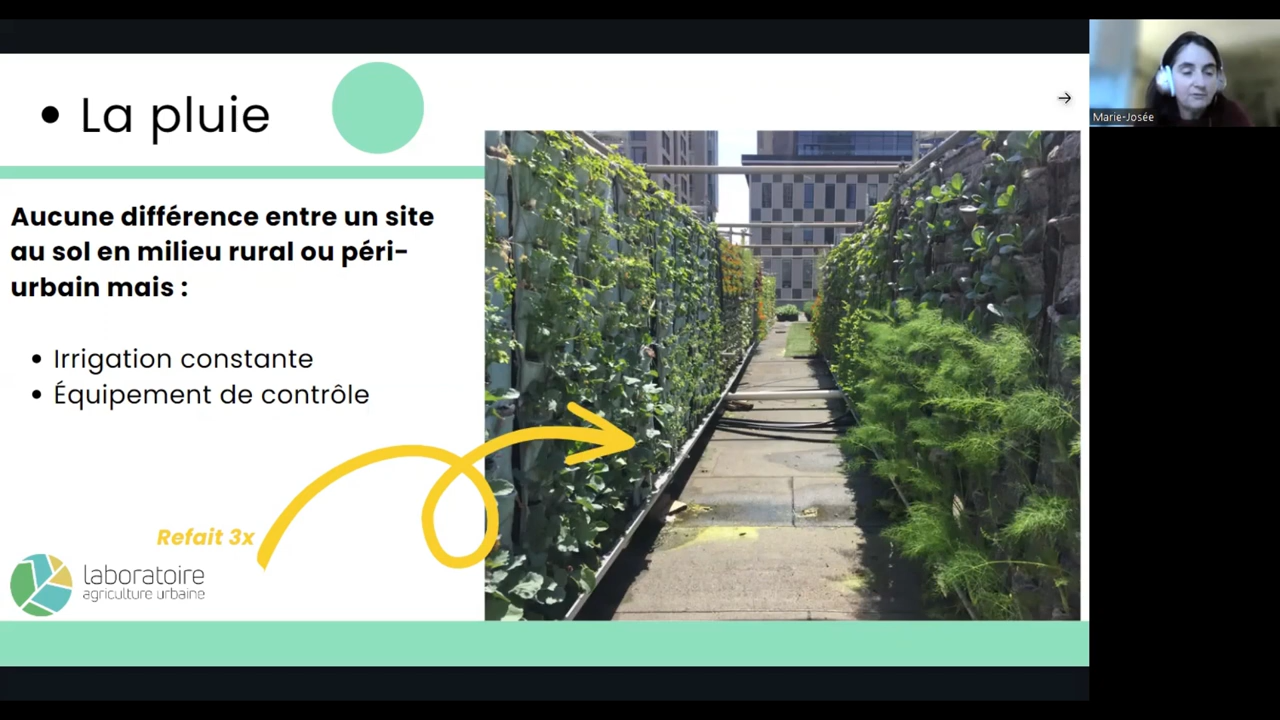 • La pluie
Aucune différence entre un site
au sol en milieu rural ou péri-
urbain mais :
• Irrigation constante
• Équipement de contrôle
Refait 3x
laboratoire
agriculture urbaine
Marie-Josée